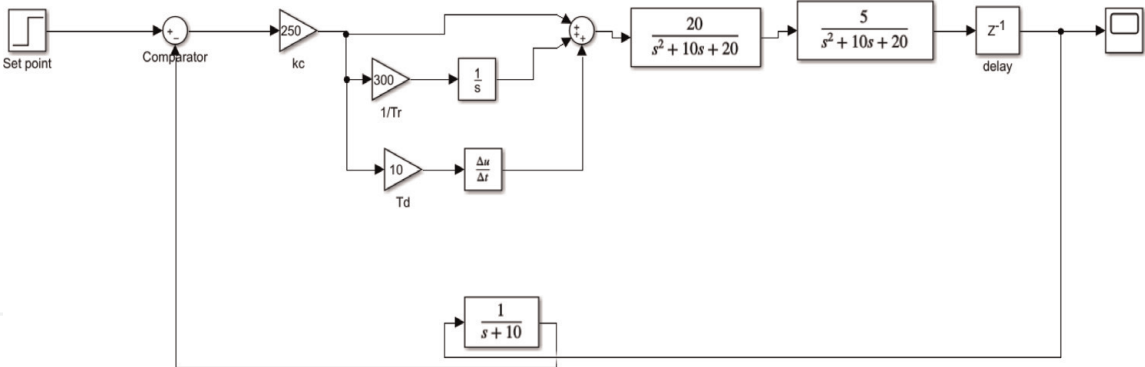 Set point
+
−
Comparator
250
kc
300
1/Tr
1
s
10
Td
Δu
Δt
+
+
+
20
s² + 10s + 20
5
s² + 10s + 20
Z⁻¹
delay
1
s + 10